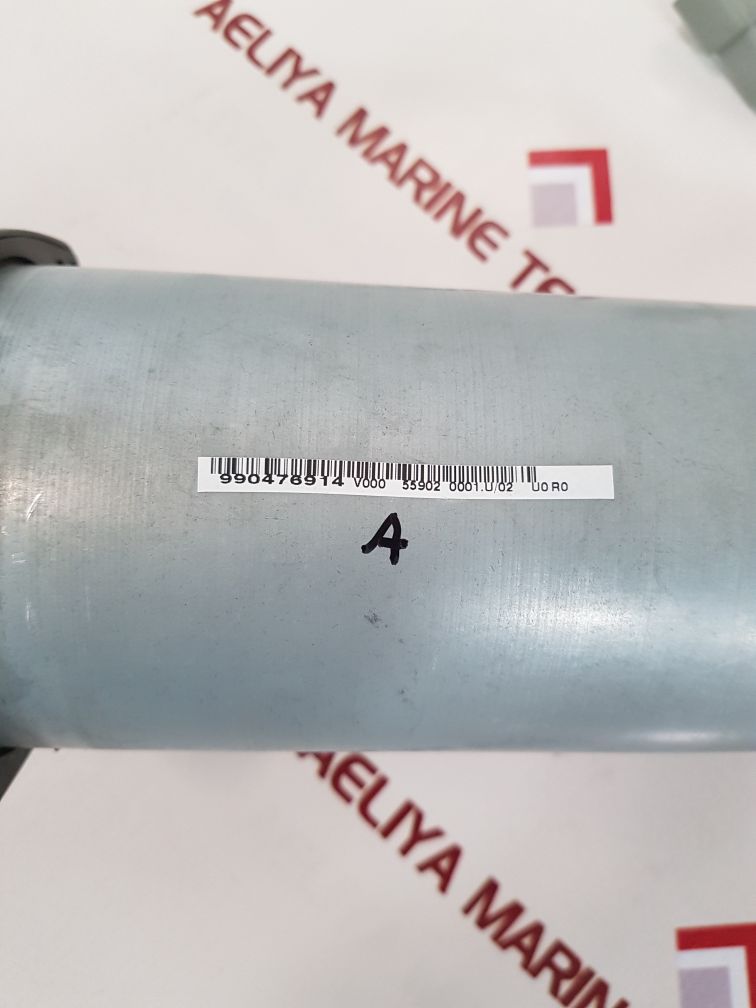 AELIYA MARINE TE
990476914 V000 55902 0001.U/02 U0 R0
A
AELIYA MARIN